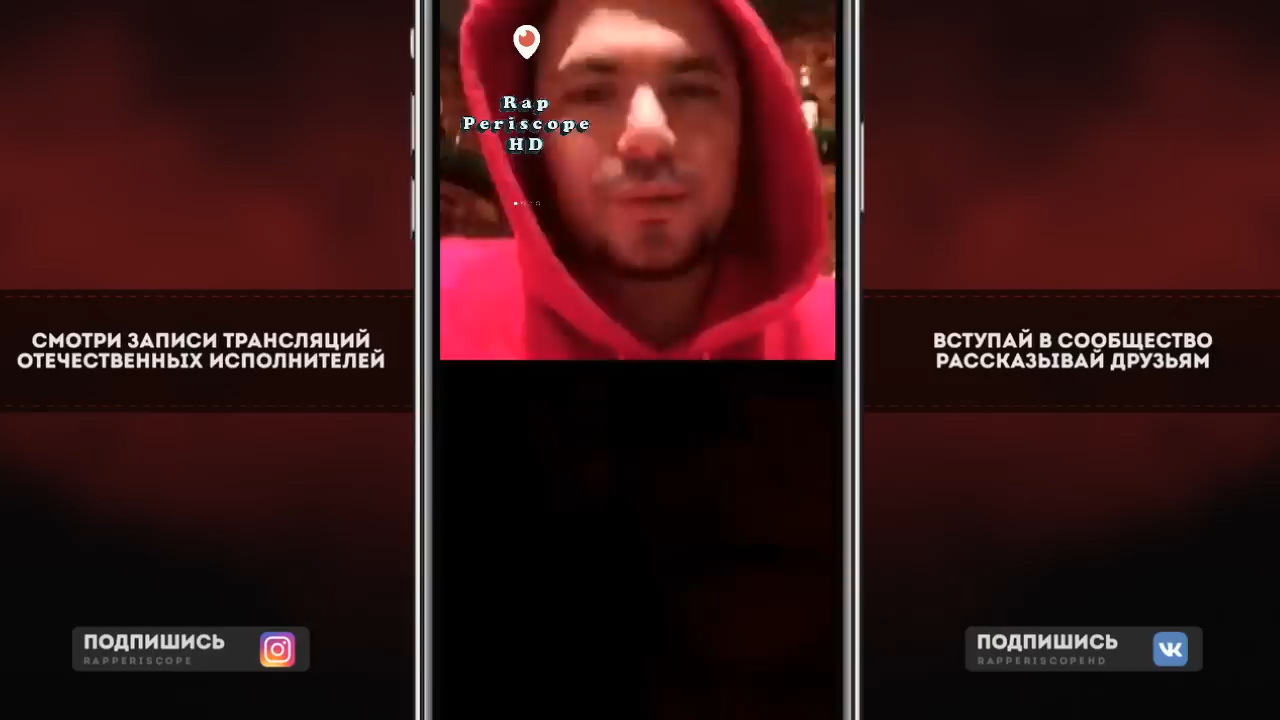 Rap
Periscope
HD
СМОТРИ ЗАПИСИ ТРАНСЛЯЦИЙ
ОТЕЧЕСТВЕННЫХ ИСПОЛНИТЕЛЕЙ
ВСТУПАЙ В СООБЩЕСТВО
РАССКАЗЫВАЙ ДРУЗЬЯМ
ПОДПИШИСЬ
RAPPERISCOPE
ПОДПИШИСЬ
RAPPERISCOPEHD